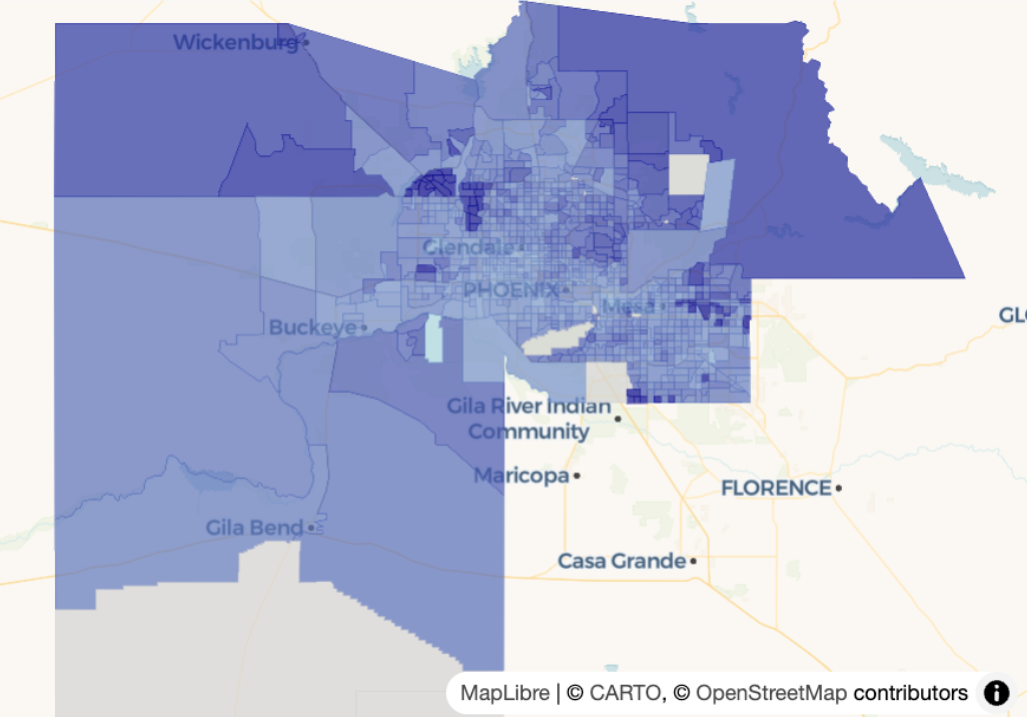 Wickenburg
Glendale
PHOENIX
Mesa
Buckeye
GL
Gila River Indian
Community
Maricopa
FLORENCE
Gila Bend
Casa Grande
MapLibre | © CARTO, © OpenStreetMap contributors